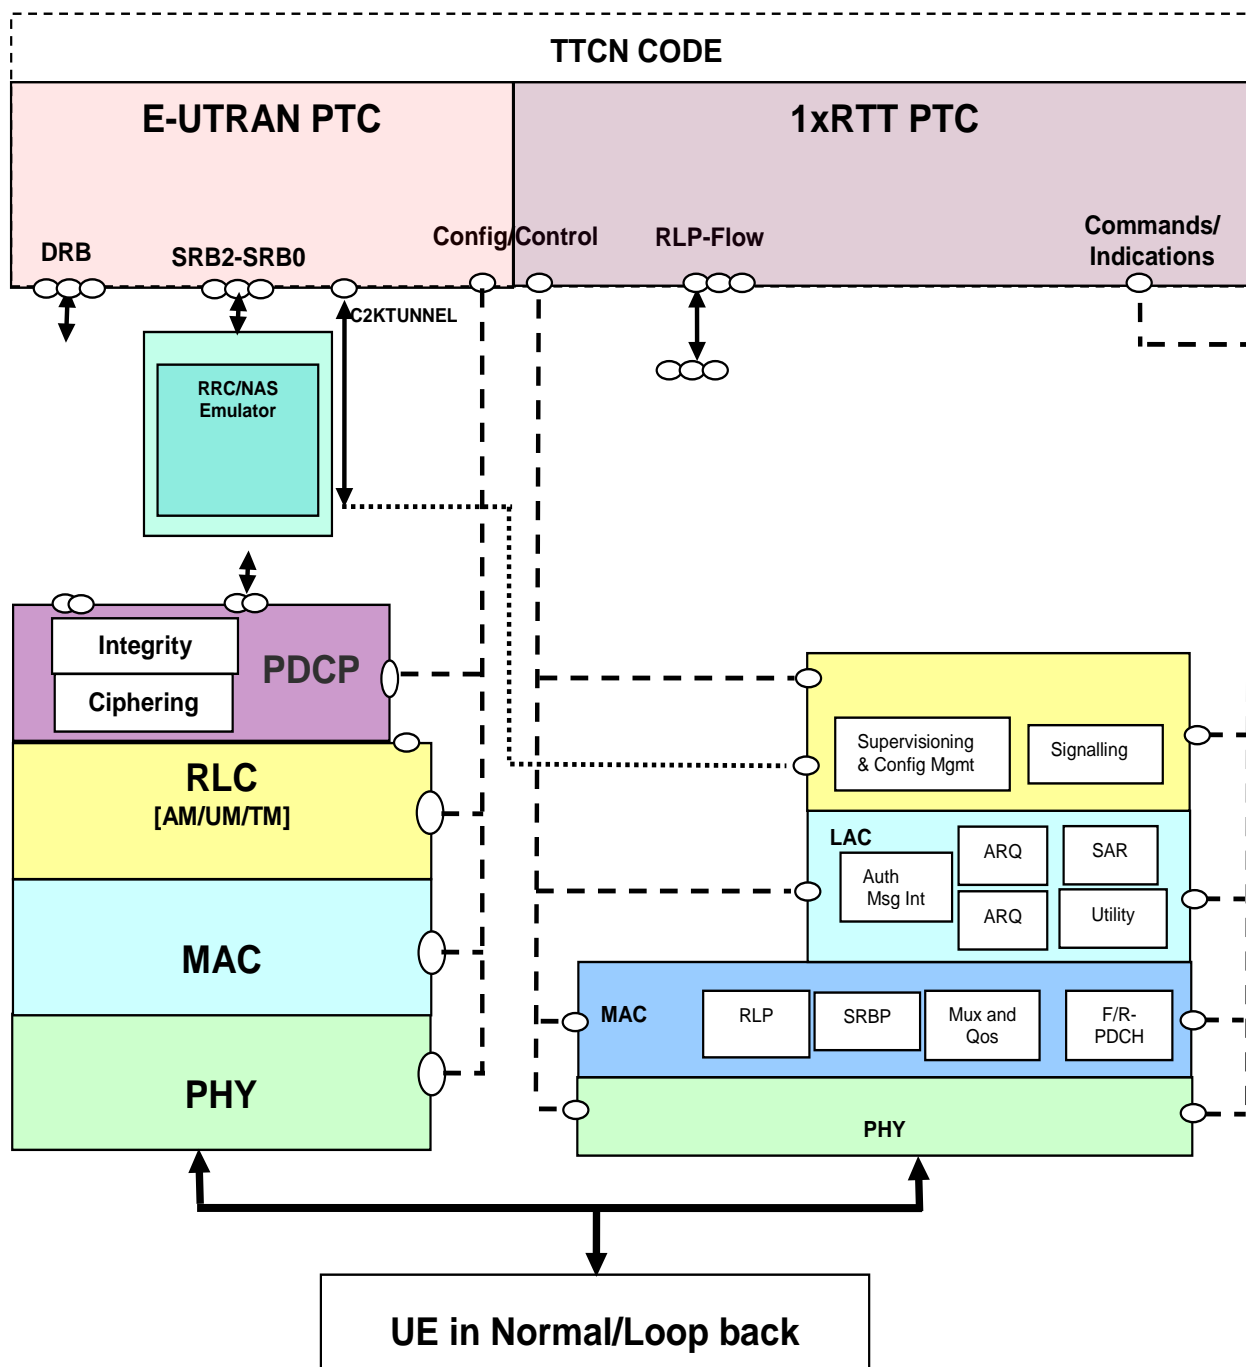 TTCN CODE
E-UTRAN PTC
1xRTT PTC
DRB
SRB2-SRB0
Config/Control
RLP-Flow
Commands/
Indications
C2KTUNNEL
RRC/NAS
Emulator
Integrity
Ciphering
PDCP
RLC
[AM/UM/TM]
MAC
PHY
Supervisioning
& Config Mgmt
Signalling
LAC
Auth
Msg Int
ARQ
SAR
ARQ
Utility
MAC
RLP
SRBP
Mux and
Qos
F/R-
PDCH
PHY
UE in Normal/Loop back